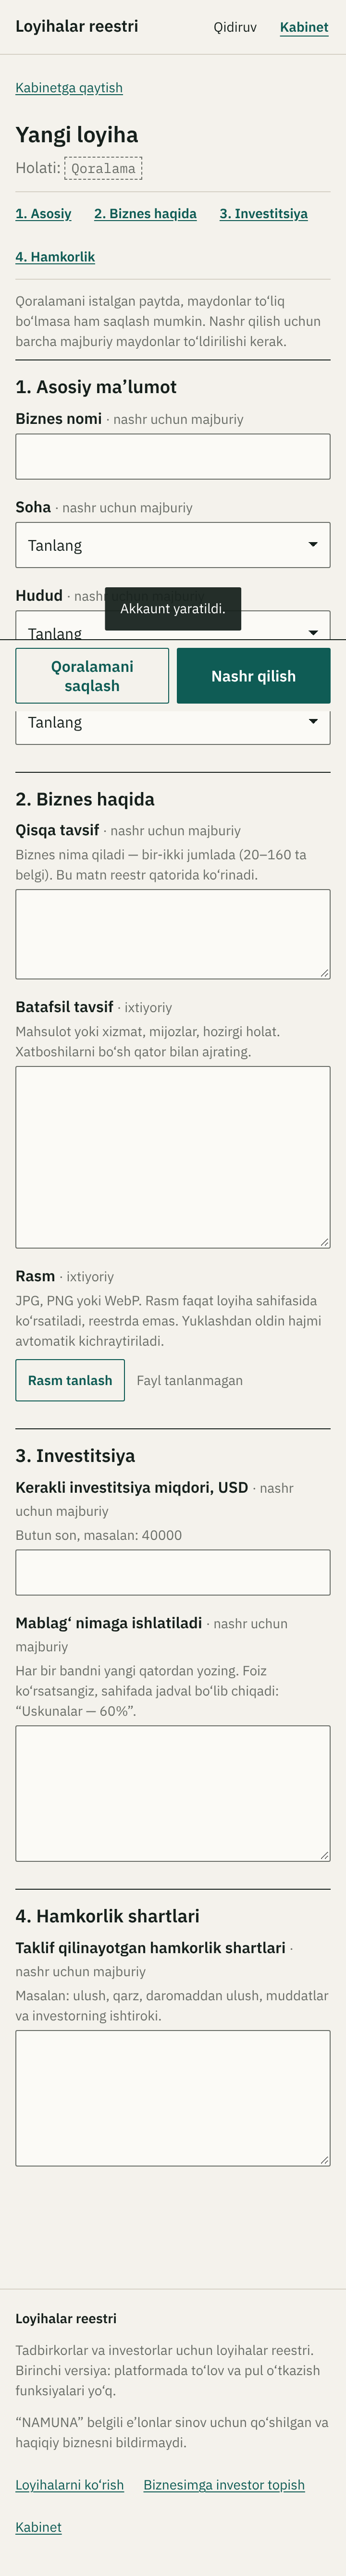 Loyihalar reestri
Qidiruv
Kabinet
Kabinetga qaytish
Yangi loyiha
Holati: Qoralama
1. Asosiy
2. Biznes haqida
3. Investitsiya
4. Hamkorlik
Qoralamani istalgan paytda, maydonlar to‘liq
bo‘lmasa ham saqlash mumkin. Nashr qilish uchun
barcha majburiy maydonlar to‘ldirilishi kerak.
1. Asosiy ma’lumot
Biznes nomi · nashr uchun majburiy
Soha · nashr uchun majburiy
Tanlang
Hudud · nashr uchun majburiy
Akkaunt yaratildi.
Tanlang
Qoralamani
saqlash
Nashr qilish
Tanlang
2. Biznes haqida
Qisqa tavsif · nashr uchun majburiy
Biznes nima qiladi — bir-ikki jumlada (20–160 ta
belgi). Bu matn reestr qatorida ko‘rinadi.
Batafsil tavsif · ixtiyoriy
Mahsulot yoki xizmat, mijozlar, hozirgi holat.
Xatboshilarni bo‘sh qator bilan ajrating.
Rasm · ixtiyoriy
JPG, PNG yoki WebP. Rasm faqat loyiha sahifasida
ko‘rsatiladi, reestrda emas. Yuklashdan oldin hajmi
avtomatik kichraytiriladi.
Rasm tanlash
Fayl tanlanmagan
3. Investitsiya
Kerakli investitsiya miqdori, USD · nashr
uchun majburiy
Butun son, masalan: 40000
Mablag‘ nimaga ishlatiladi · nashr uchun
majburiy
Har bir bandni yangi qatordan yozing. Foiz
ko‘rsatsangiz, sahifada jadval bo‘lib chiqadi:
“Uskunalar — 60%”.
4. Hamkorlik shartlari
Taklif qilinayotgan hamkorlik shartlari ·
nashr uchun majburiy
Masalan: ulush, qarz, daromaddan ulush, muddatlar
va investorning ishtiroki.
Loyihalar reestri
Tadbirkorlar va investorlar uchun loyihalar reestri.
Birinchi versiya: platformada to‘lov va pul o‘tkazish
funksiyalari yo‘q.
“NAMUNA” belgili e’lonlar sinov uchun qo‘shilgan va
haqiqiy biznesni bildirmaydi.
Loyihalarni ko‘rish
Biznesimga investor topish
Kabinet